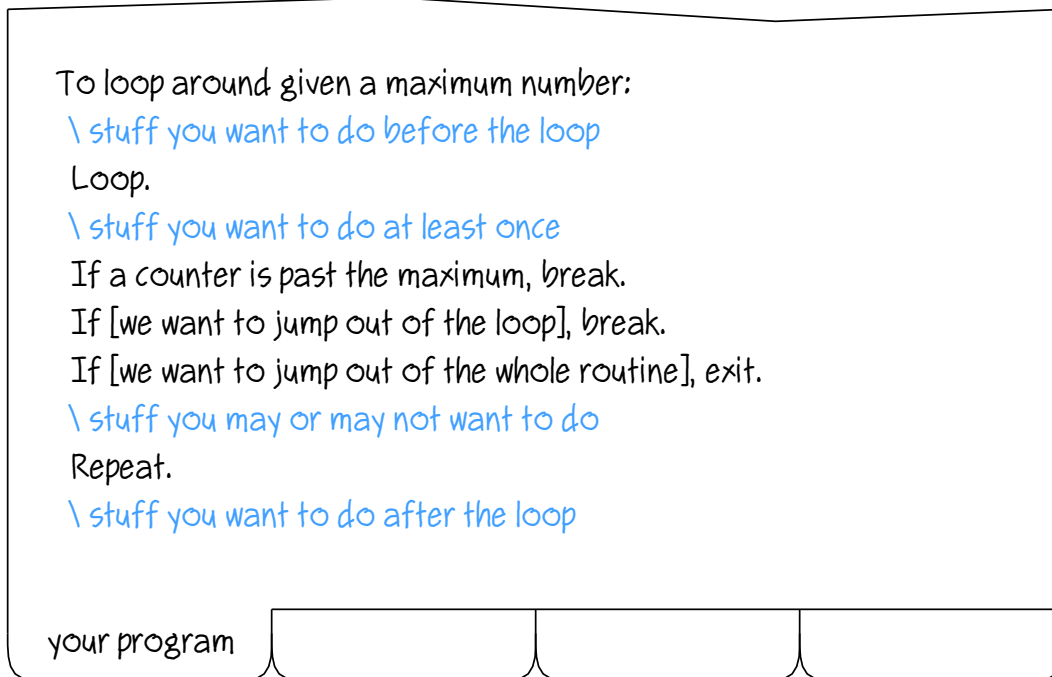 To loop around given a maximum number:
\ stuff you want to do before the loop
Loop.
\ stuff you want to do at least once
If a counter is past the maximum, break.
If [we want to jump out of the loop], break.
If [we want to jump out of the whole routine], exit.
\ stuff you may or may not want to do
Repeat.
\ stuff you want to do after the loop
your program